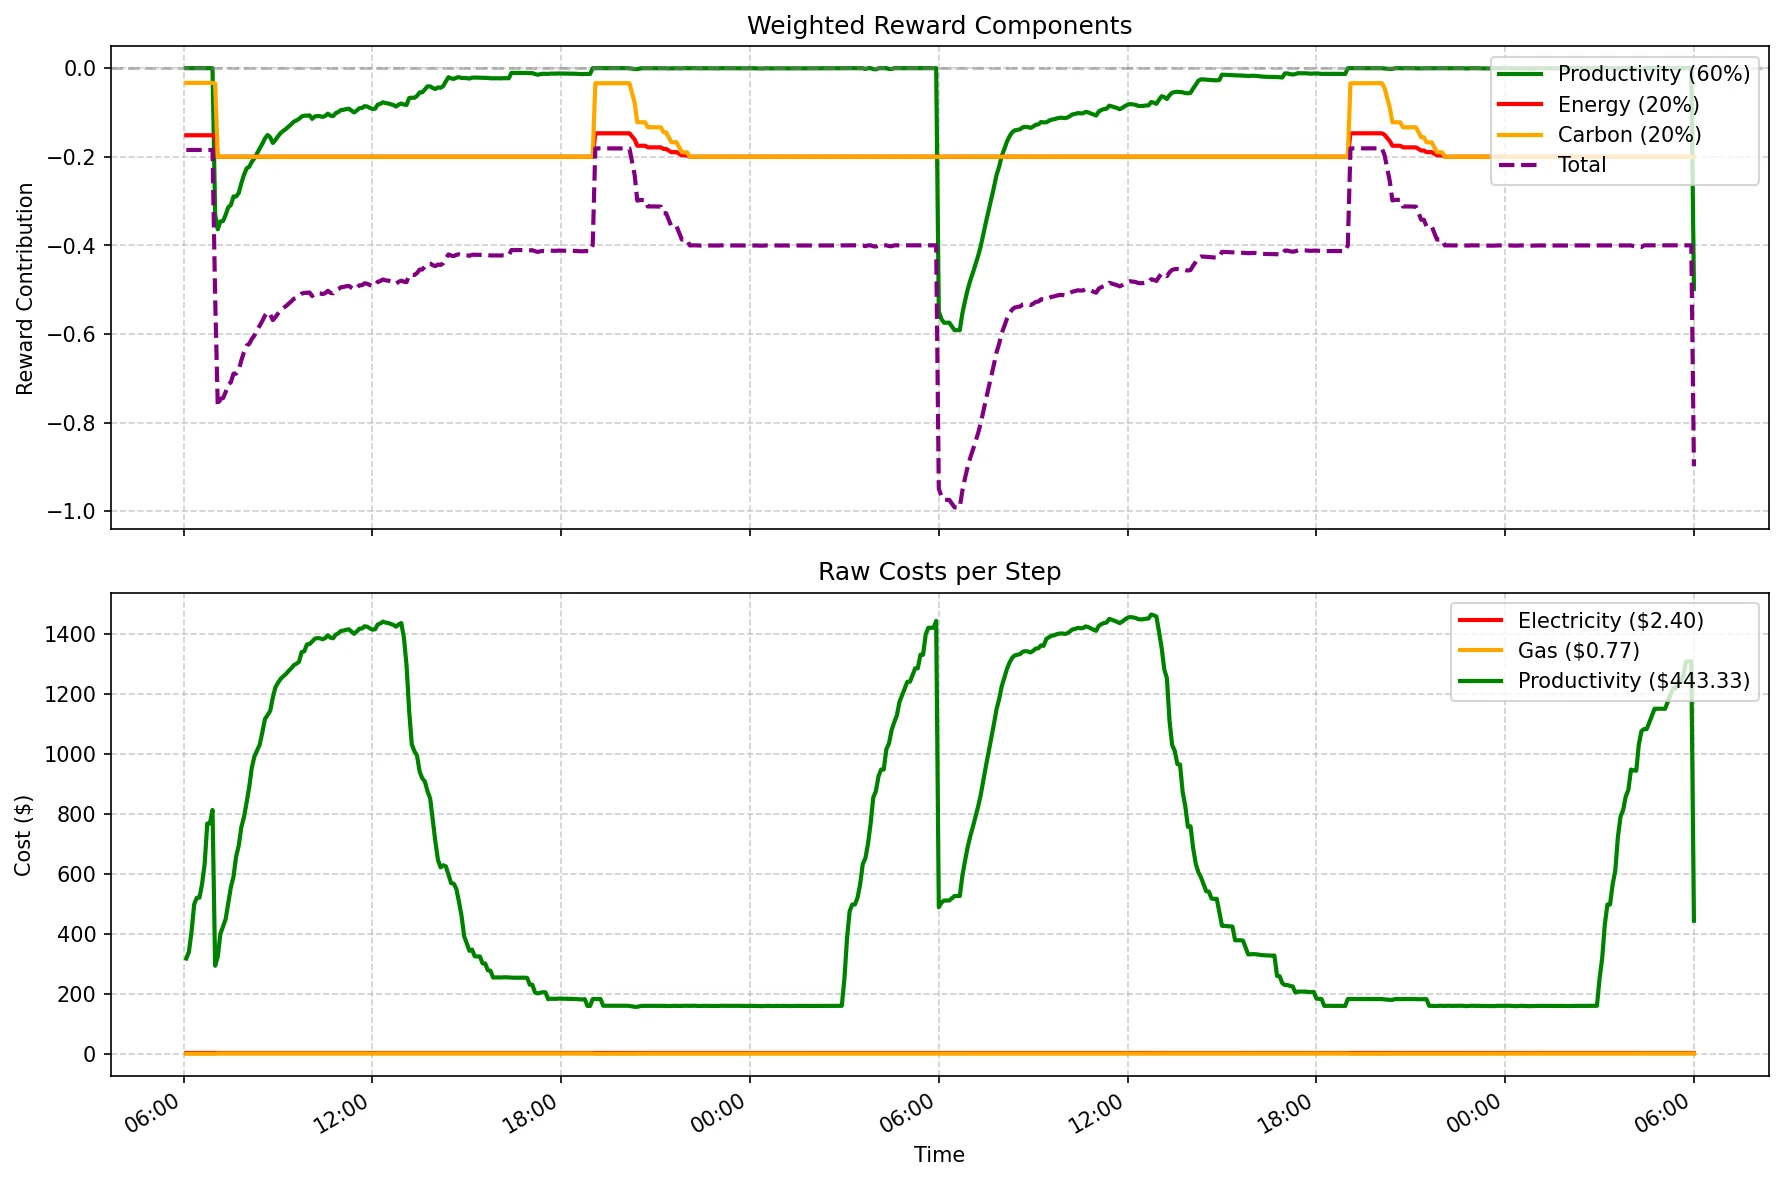 Weighted Reward Components
Reward Contribution
0.0
−0.2
−0.4
−0.6
−0.8
−1.0
Productivity (60%)
Energy (20%)
Carbon (20%)
Total
Raw Costs per Step
Cost ($)
1400
1200
1000
800
600
400
200
0
Electricity ($2.40)
Gas ($0.77)
Productivity ($443.33)
06:00
12:00
18:00
00:00
06:00
12:00
18:00
00:00
06:00
Time